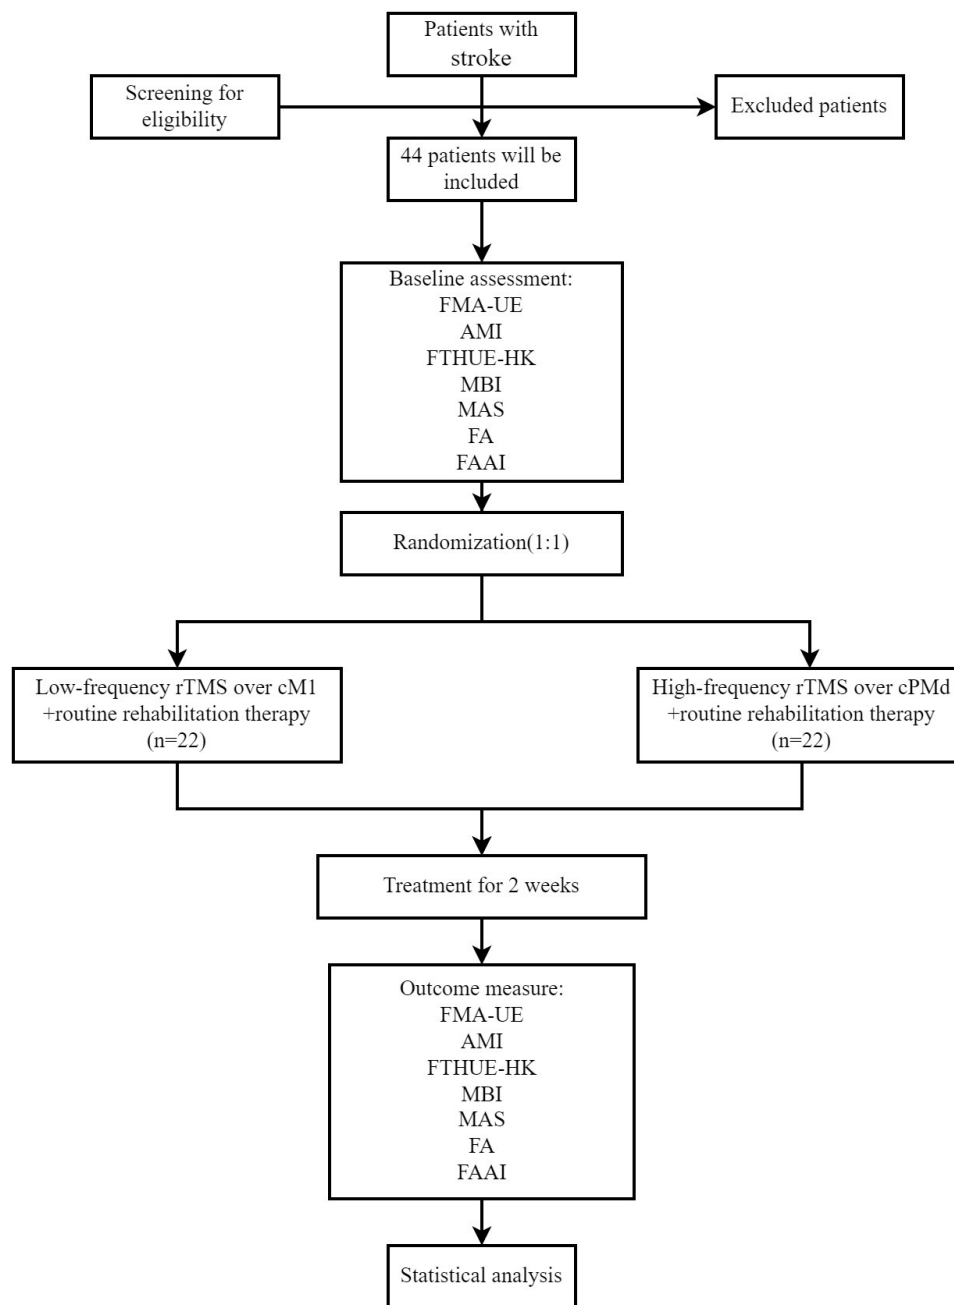 Patients with
stroke
Screening for
eligibility
Excluded patients
44 patients will be
included
Baseline assessment:
FMA-UE
AMI
FTHUE-HK
MBI
MAS
FA
FAAI
Randomization(1:1)
Low-frequency rTMS over cM1
+routine rehabilitation therapy
(n=22)
High-frequency rTMS over cPMd
+routine rehabilitation therapy
(n=22)
Treatment for 2 weeks
Outcome measure:
FMA-UE
AMI
FTHUE-HK
MBI
MAS
FA
FAAI
Statistical analysis